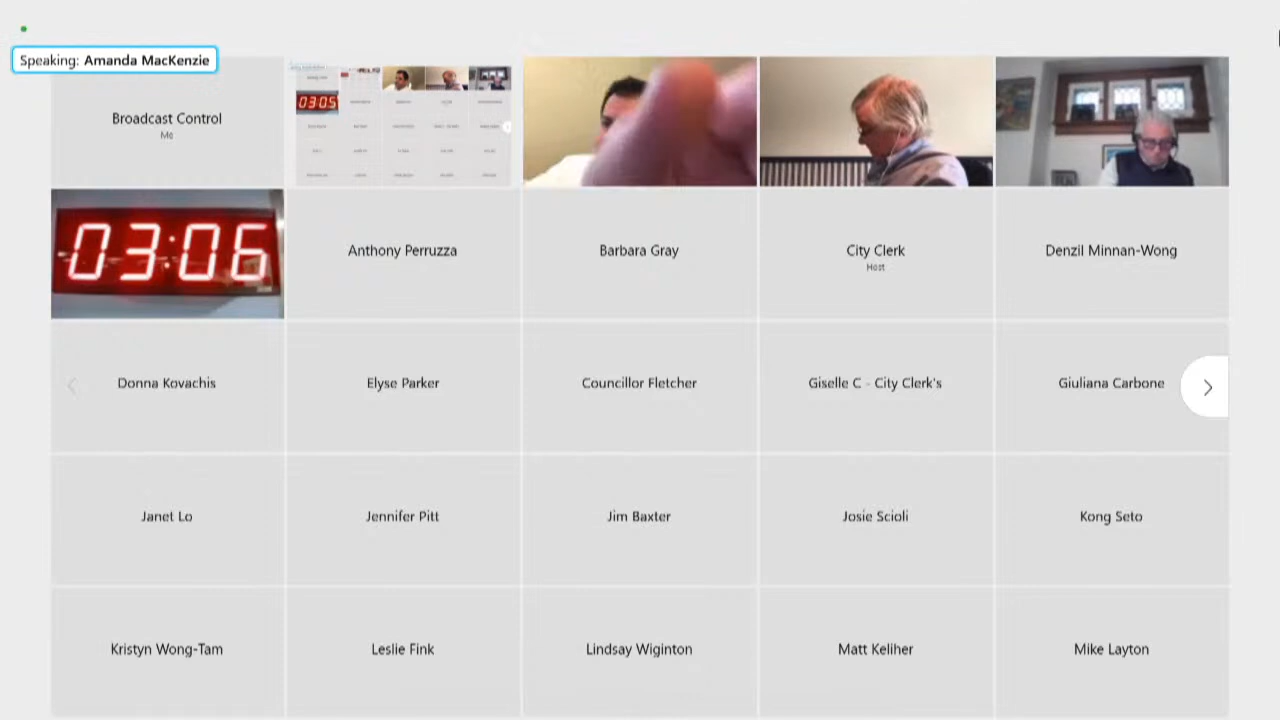 Speaking: Amanda MacKenzie
Broadcast Control
Me
03:05
03:06
Anthony Perruzza
Barbara Gray
City Clerk
Host
Denzil Minnan-Wong
Donna Kovachis
Elyse Parker
Councillor Fletcher
Giselle C - City Clerk's
Giuliana Carbone
Janet Lo
Jennifer Pitt
Jim Baxter
Josie Scioli
Kong Seto
Kristyn Wong-Tam
Leslie Fink
Lindsay Wiginton
Matt Keliher
Mike Layton